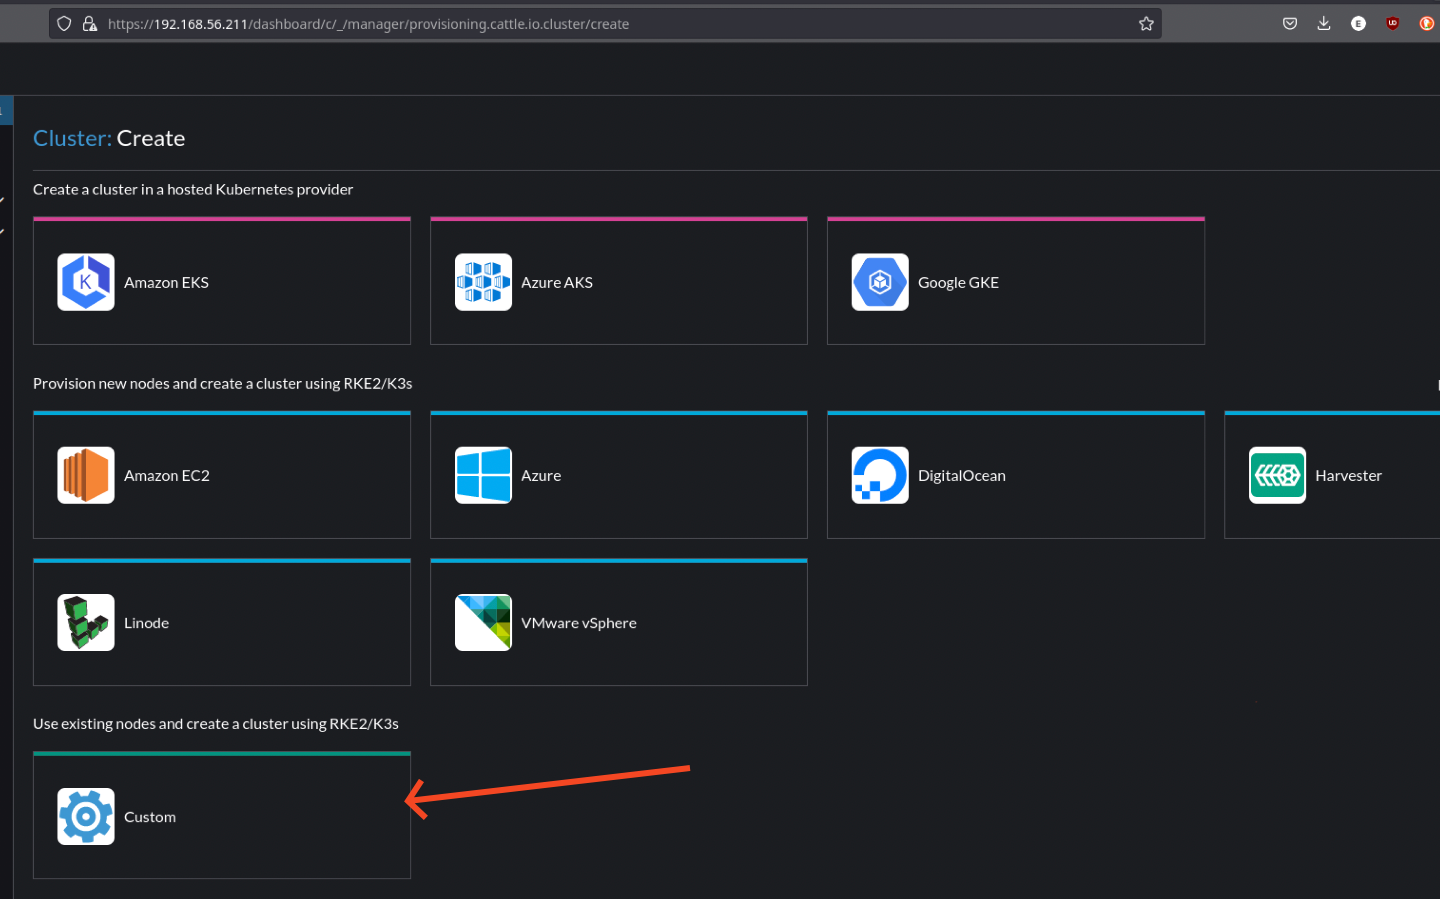 https://192.168.56.211/dashboard/c/_/manager/provisioning.cattle.io.cluster/create
Cluster: Create
Create a cluster in a hosted Kubernetes provider
K
Amazon EKS
Azure AKS
Google GKE
Provision new nodes and create a cluster using RKE2/K3s
Amazon EC2
Azure
DigitalOcean
Harvester
Linode
VMware vSphere
Use existing nodes and create a cluster using RKE2/K3s
Custom